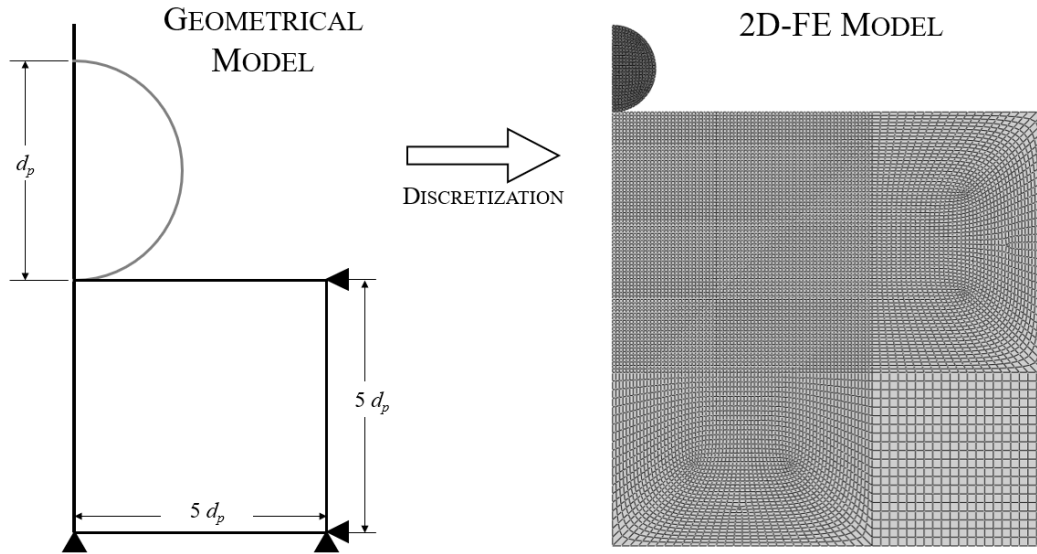 GEOMETRICAL
MODEL
2D-FE MODEL
d_p
DISCRETIZATION
5 d_p
5 d_p